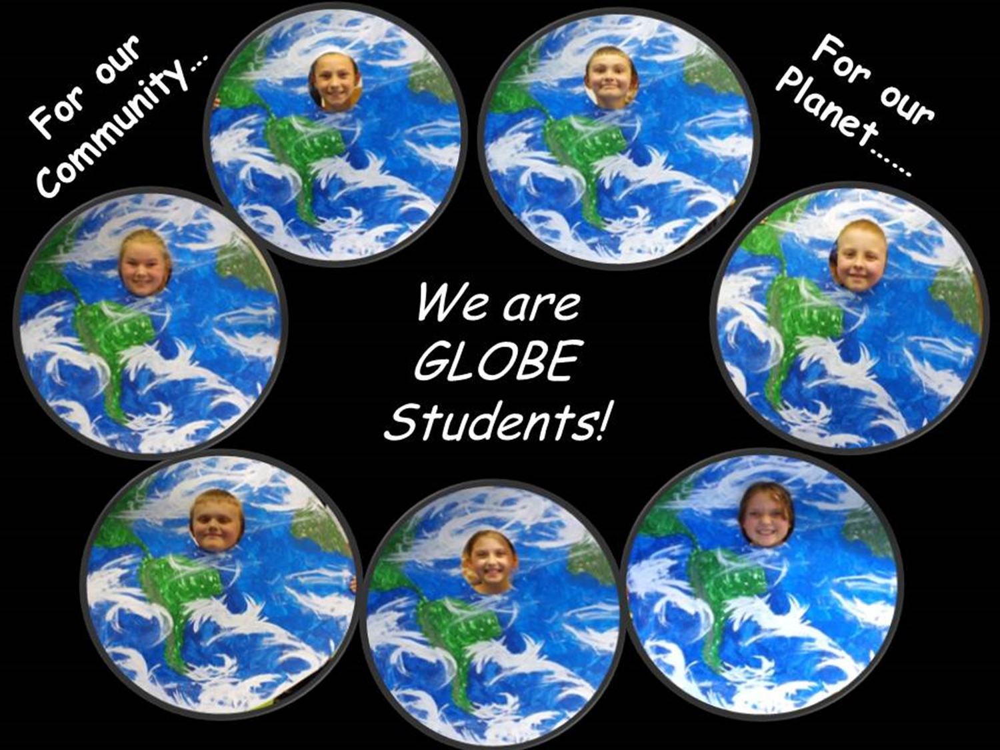 For our
Community...
For our
Planet......
We are
GLOBE
Students!